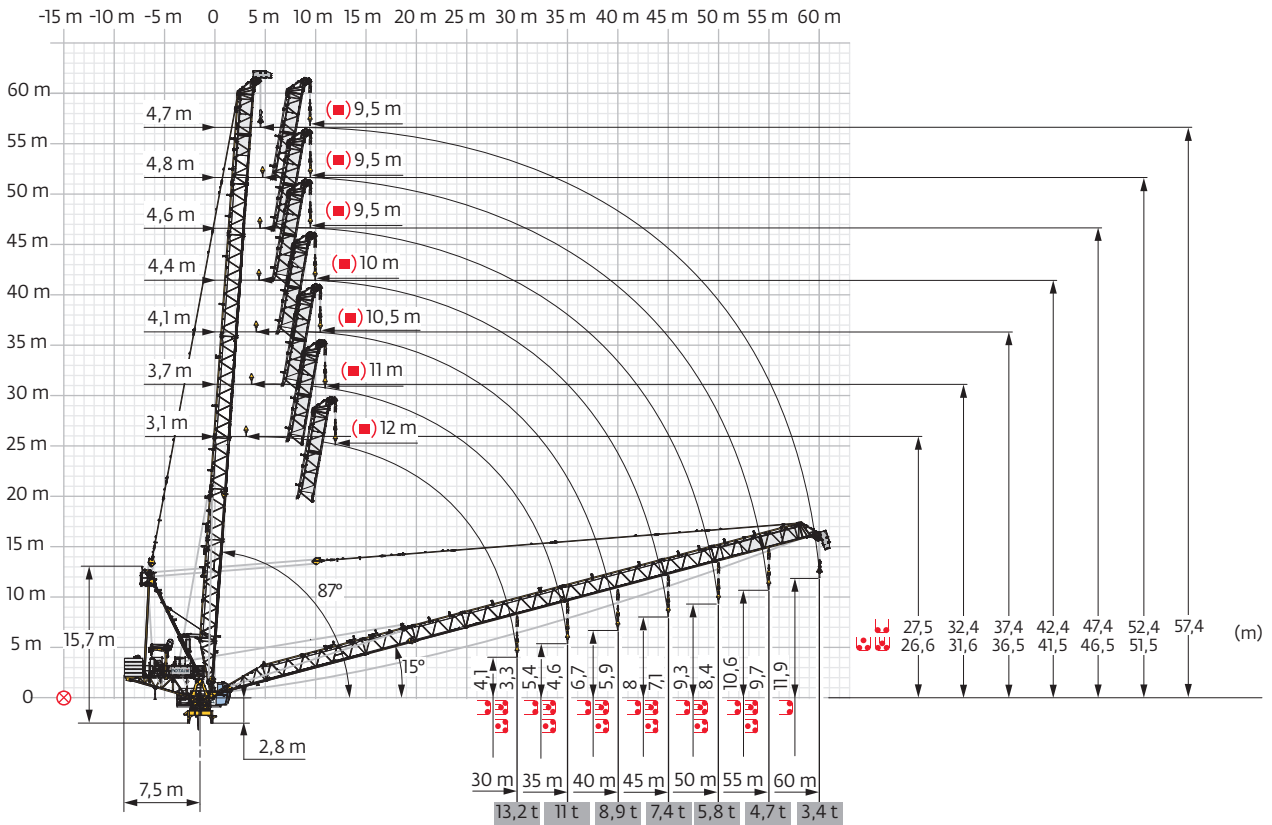 -15 m -10 m -5 m 0 5 m 10 m 15 m 20 m 25 m 30 m 35 m 40 m 45 m 50 m 55 m 60 m
60 m
4,7 m (■) 9,5 m
55 m
4,8 m (■) 9,5 m
50 m
4,6 m (■) 9,5 m
45 m
4,4 m (■) 10 m
40 m
4,1 m (■) 10,5 m
35 m
3,7 m (■) 11 m
30 m
3,1 m (■) 12 m
25 m
20 m
15 m
10 m
87°
15,7 m
5 m
15°
27,5 32,4 37,4 42,4 47,4 52,4 57,4 (m)
26,6 31,6 36,5 41,5 46,5 51,5
4,1 3,3 5,4 4,6 6,7 5,9 8 7,1 9,3 8,4 10,6 9,7 11,9
0
2,8 m
7,5 m
30 m 35 m 40 m 45 m 50 m 55 m 60 m
13,2 t 11 t 8,9 t 7,4 t 5,8 t 4,7 t 3,4 t